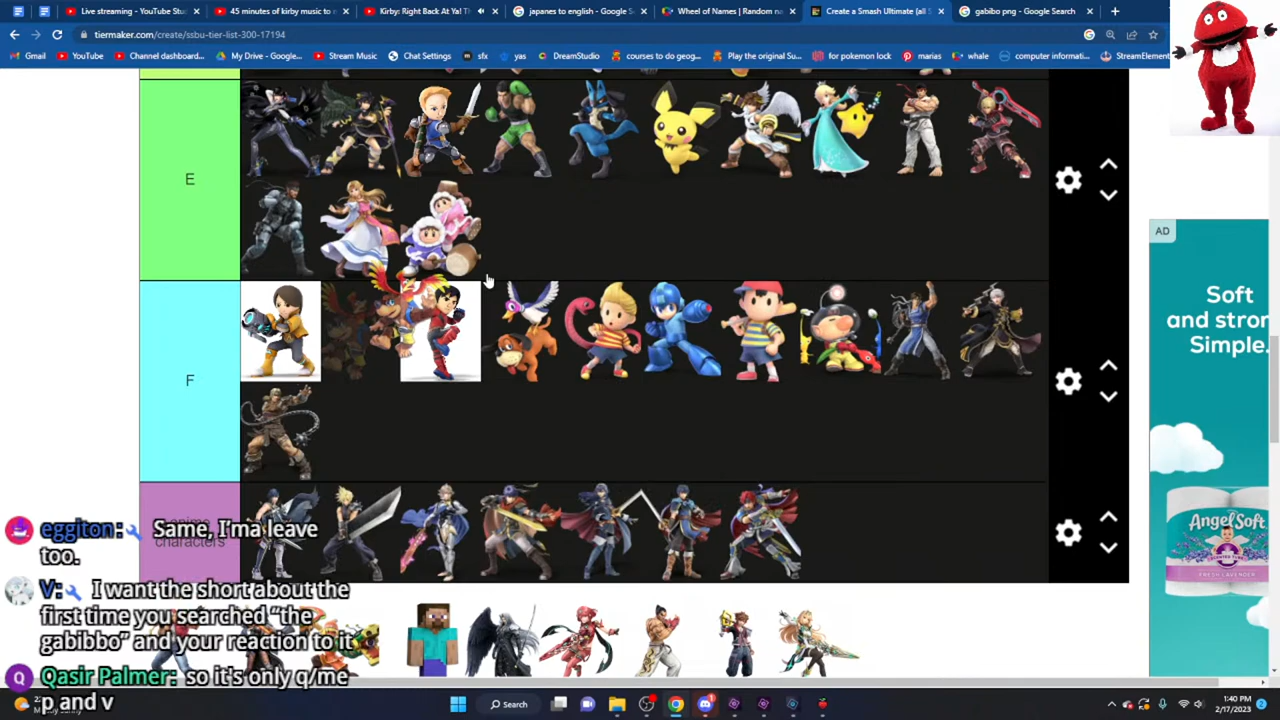 Live streaming - YouTube Stu
45 minutes of kirby music to r
Kirby: Right Back At Ya! Th
japanes to english - Google S
Wheel of Names | Random na
Create a Smash Ultimate (all S
gabibo png - Google Search
tiermaker.com/create/ssbu-tier-list-300-17194
Gmail YouTube Channel dashboard... My Drive - Google... Stream Music Chat Settings sfx yas DreamStudio courses to do geog... Play the original Su... for pokemon lock marias whale computer informati... StreamElement
AD
E
Soft
and stron
Simple.
F
characters
eggiton: Same, I'ma leave
too.
V: I want the short about the
first time you searched "the
gabibbo" and your reaction to it
Qasir Palmer: so it's only q/me
p and v
Angel Soft
Search
1:40 PM
2/17/2023